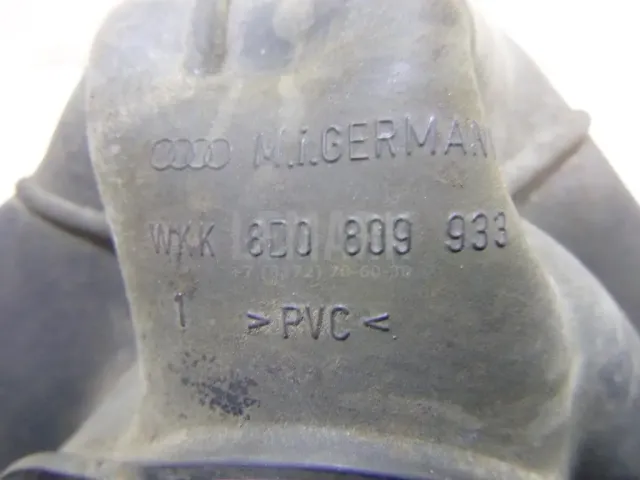 M.i.GERMAN
WKK 8D0 809 933
1 >PVC<